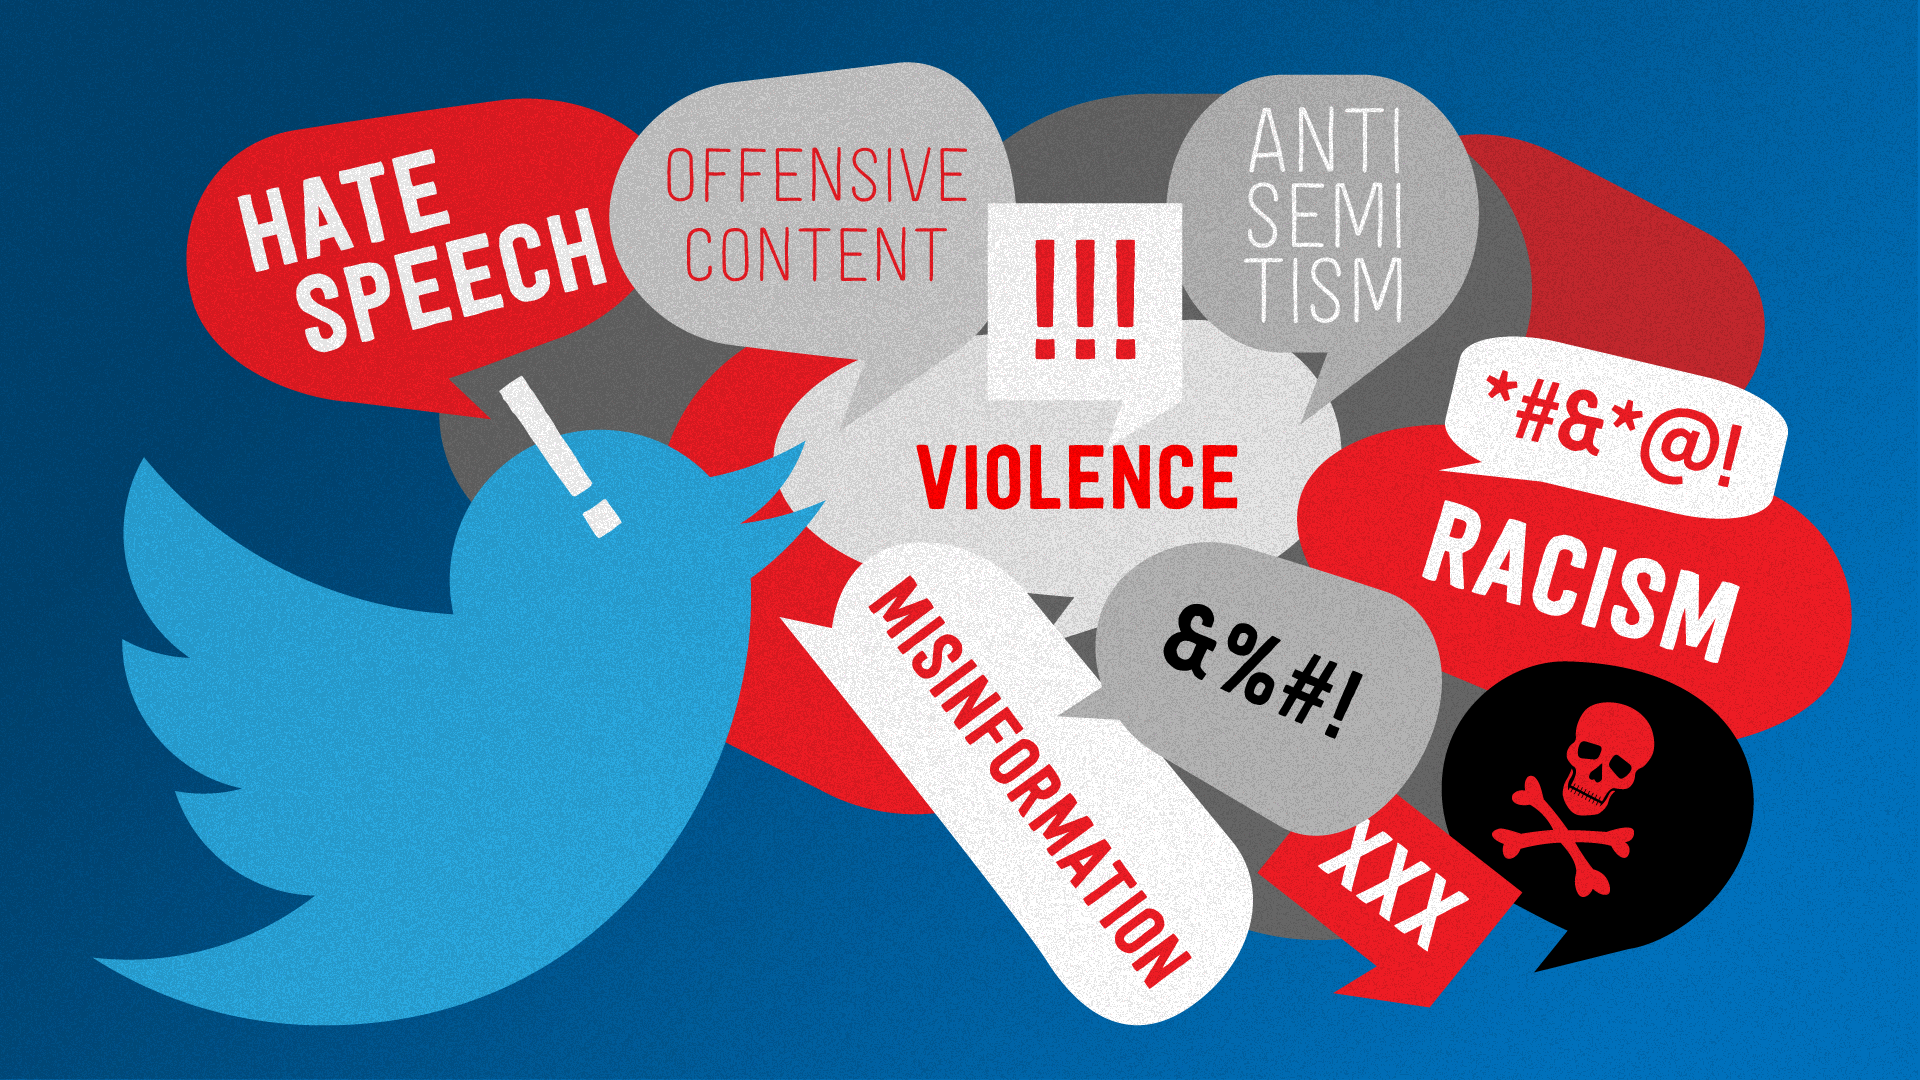 HATE
SPEECH
OFFENSIVE
CONTENT
!!!
ANTI
SEMI
TISM
!
*#&*@!
VIOLENCE
RACISM
MISINFORMATION
&%#!
XXX